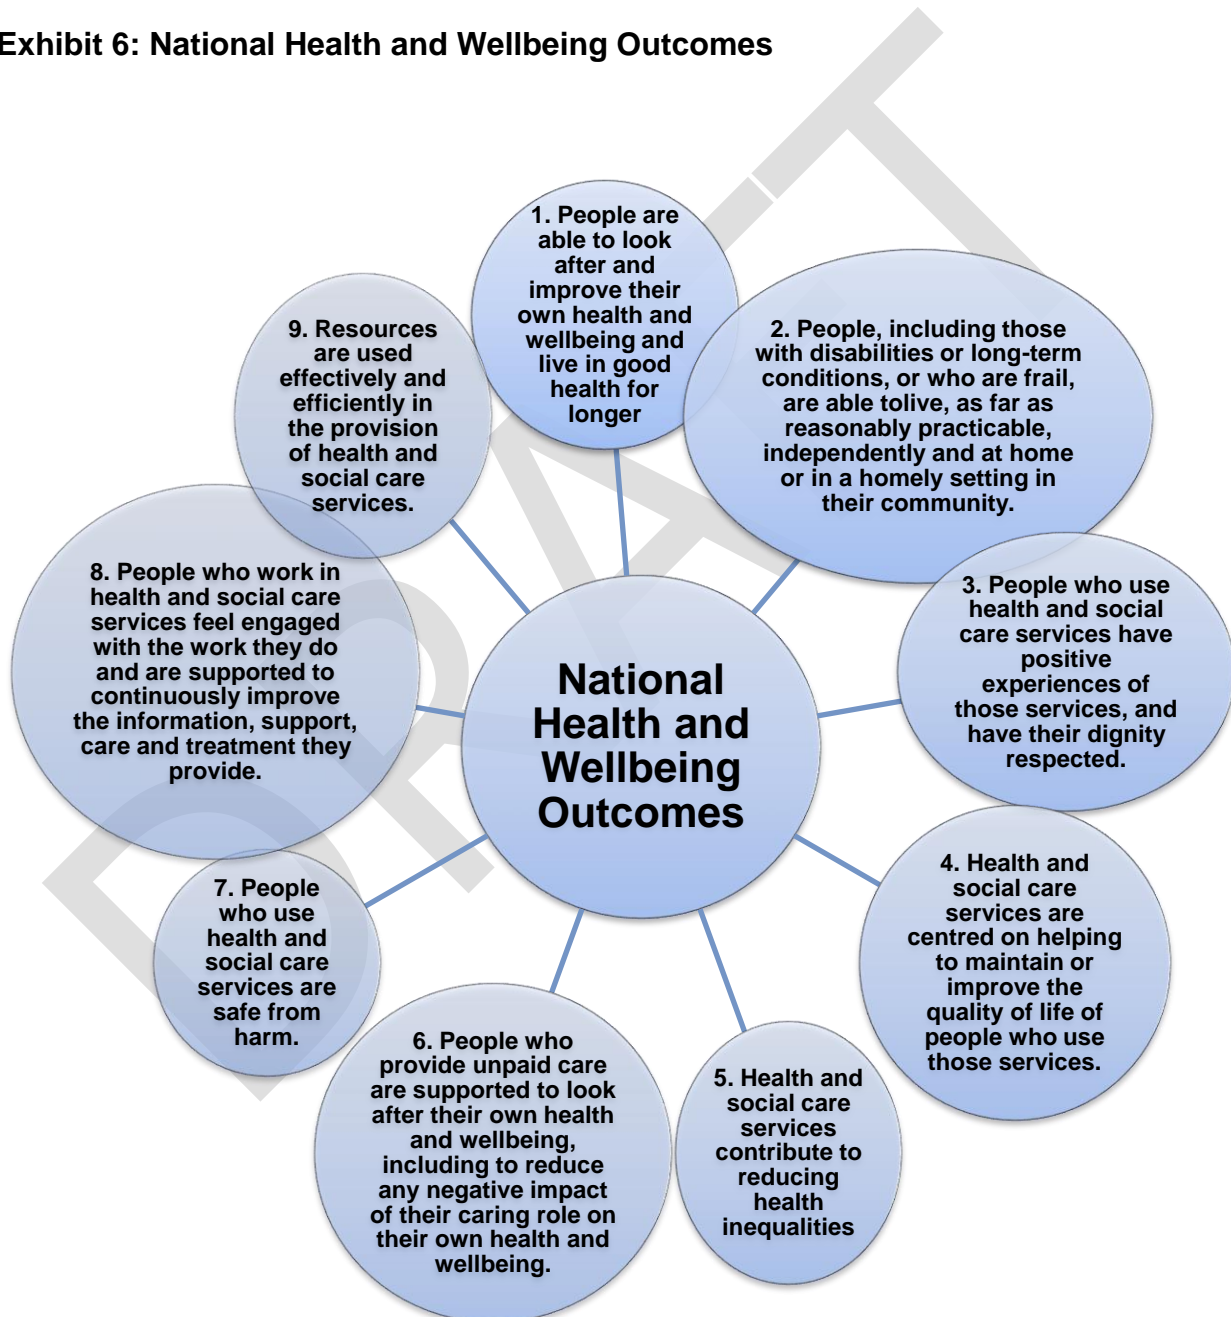 Exhibit 6: National Health and Wellbeing Outcomes
1. People are
able to look
after and
improve their
own health and
wellbeing and
live in good
health for
longer
2. People, including those
with disabilities or long-term
conditions, or who are frail,
are able tolive, as far as
reasonably practicable,
independently and at home
or in a homely setting in
their community.
3. People who use
health and social
care services have
positive
experiences of
those services, and
have their dignity
respected.
4. Health and
social care
services are
centred on helping
to maintain or
improve the
quality of life of
people who use
those services.
5. Health and
social care
services
contribute to
reducing
health
inequalities
6. People who
provide unpaid care
are supported to look
after their own health
and wellbeing,
including to reduce
any negative impact
of their caring role on
their own health and
wellbeing.
7. People
who use
health and
social care
services are
safe from
harm.
8. People who work in
health and social care
services feel engaged
with the work they do
and are supported to
continuously improve
the information, support,
care and treatment they
provide.
9. Resources
are used
effectively and
efficiently in
the provision
of health and
social care
services.
National
Health and
Wellbeing
Outcomes
DRAFT